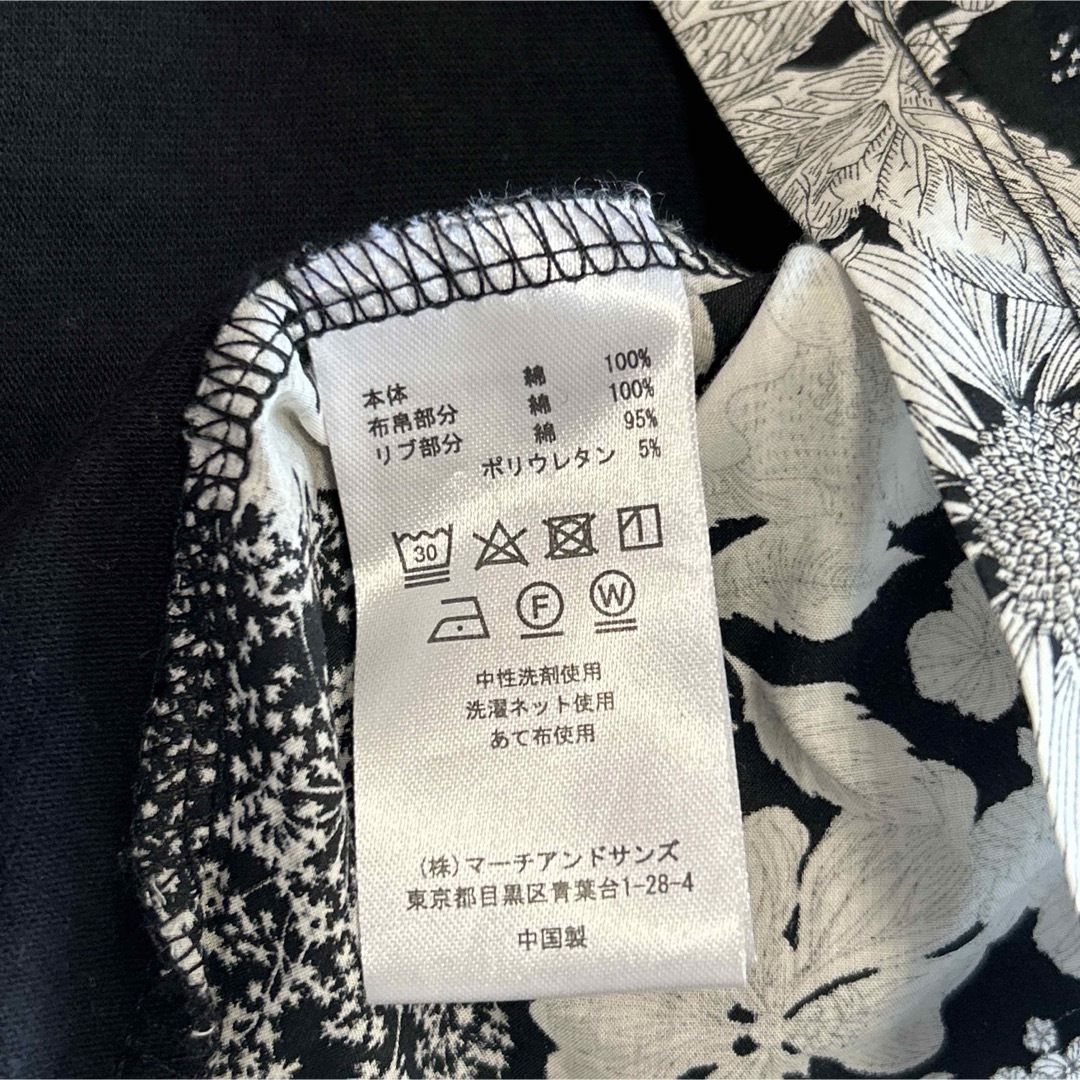 本体 綿 100%
布帛部分 綿 100%
リブ部分 綿 95%
ポリウレタン 5%
30
F W
中性洗剤使用
洗濯ネット使用
あて布使用
(株)マーチアンドサンズ
東京都目黒区青葉台1-28-4
中国製